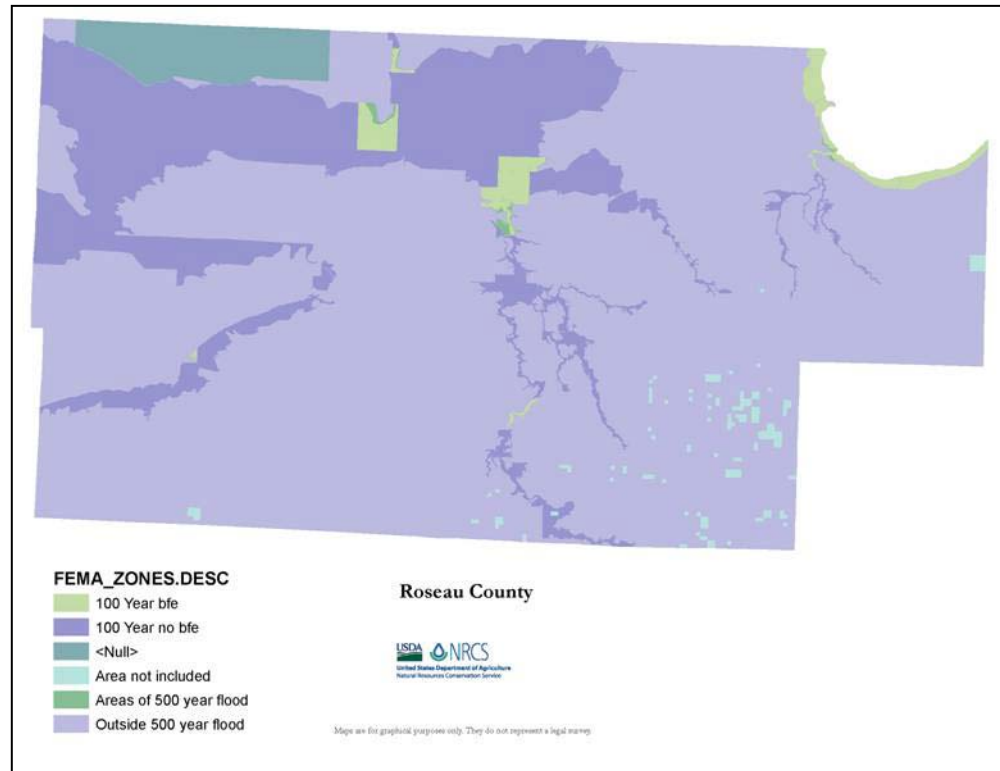 FEMA_ZONES.DESC
100 Year bfe
100 Year no bfe
<Null>
Area not included
Areas of 500 year flood
Outside 500 year flood
Roseau County
USDA NRCS
United States Department of Agriculture
Natural Resources Conservation Service
Maps are for graphical purposes only. They do not represent a legal survey.